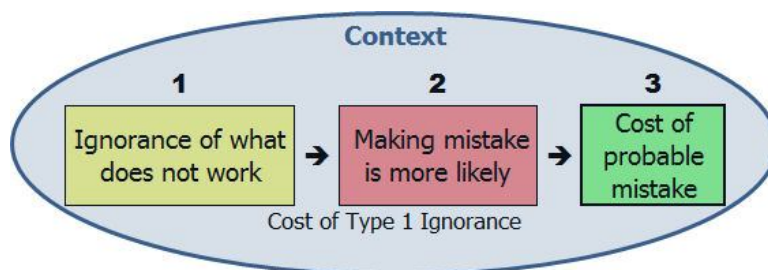 Context
1
2
3
Ignorance of what
does not work
➔
Making mistake
is more likely
➔
Cost of
probable
mistake
Cost of Type 1 Ignorance